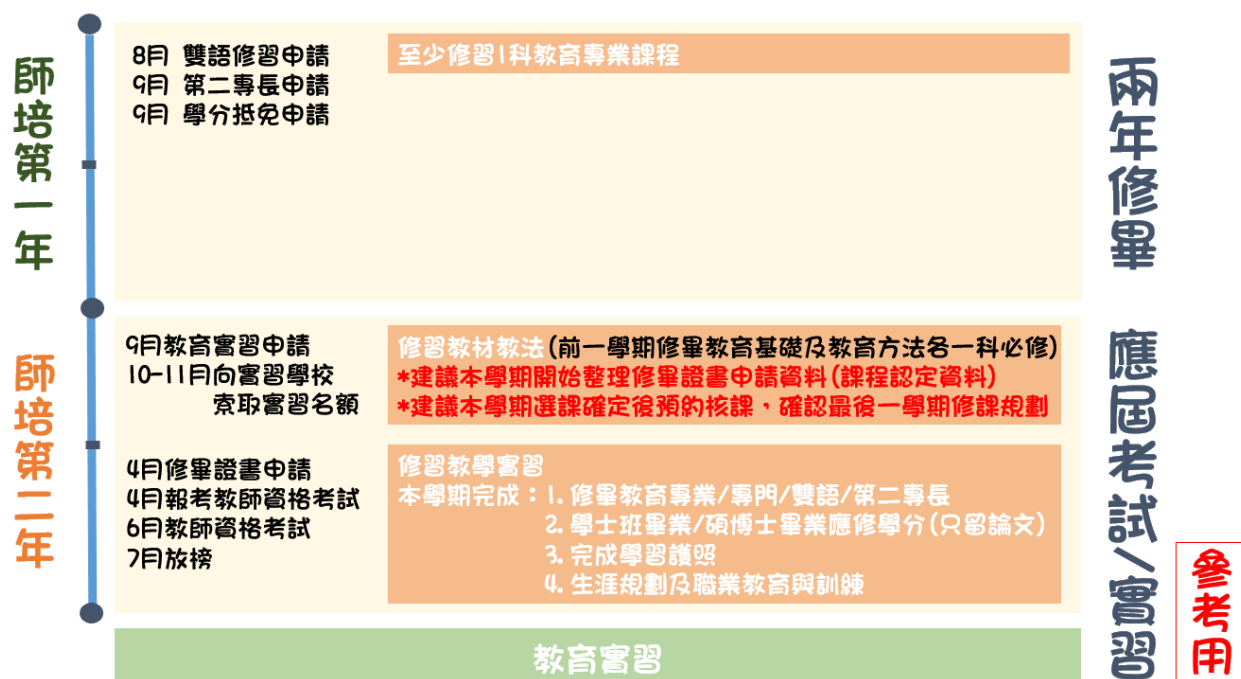 師培第一年
8月 雙語修習申請
9月 第二專長申請
9月 學分抵免申請
至少修習1科教育專業課程
兩年修畢
師培第二年
9月教育實習申請
10-11月向實習學校
索取實習名額
修習教材教法(前一學期修畢教育基礎及教育方法各一科必修)
*建議本學期開始整理修畢證書申請資料(課程認定資料)
*建議本學期選課確定後預約核課，確認最後一學期修課規劃
4月修畢證書申請
4月報考教師資格考試
6月教師資格考試
7月放榜
修習教學實習
本學期完成：1. 修畢教育專業/專門/雙語/第二專長
2. 學士班畢業/碩博士畢業應修學分(只留論文)
3. 完成學習護照
4. 生涯規劃及職業教育與訓練
應屆考試/實習
教育實習
參考用